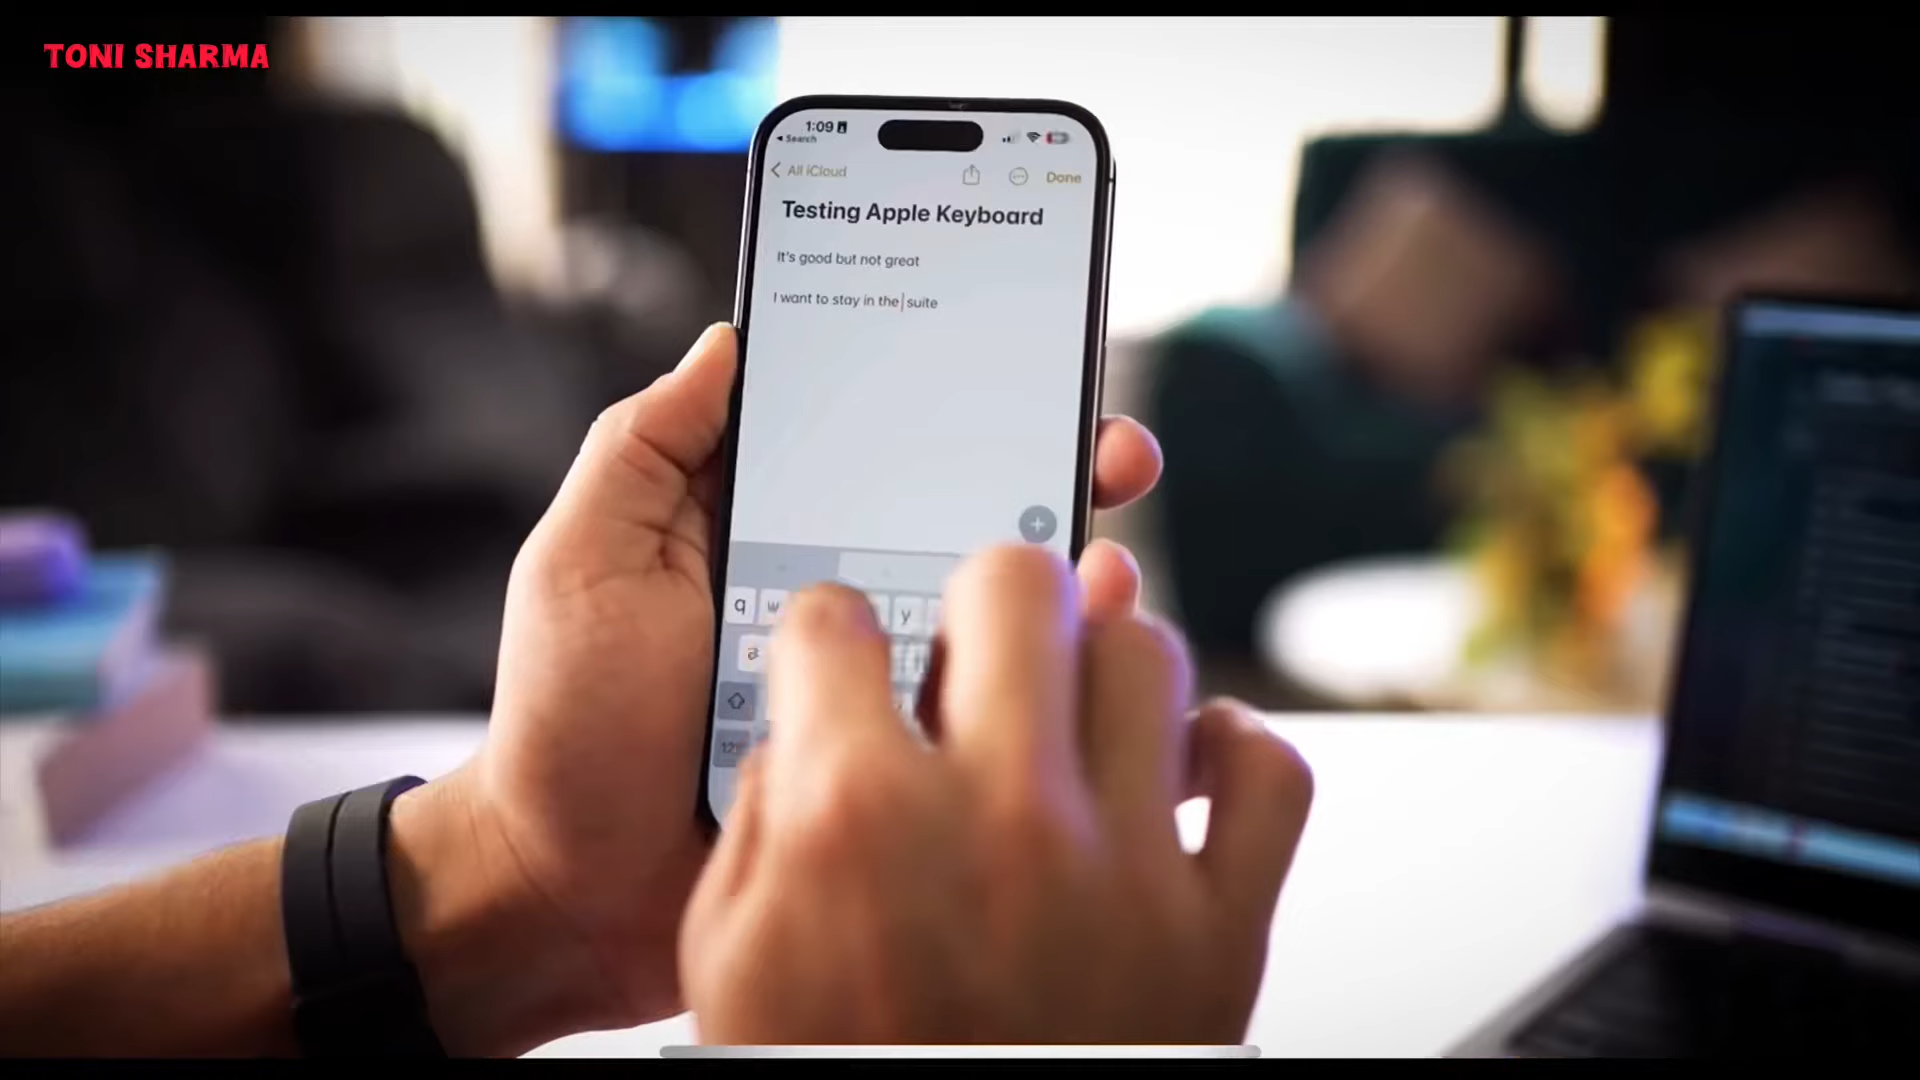 TONI SHARMA
1:09
Search
All iCloud
Done
Testing Apple Keyboard
It's good but not great
I want to stay in the suite
q w y
a